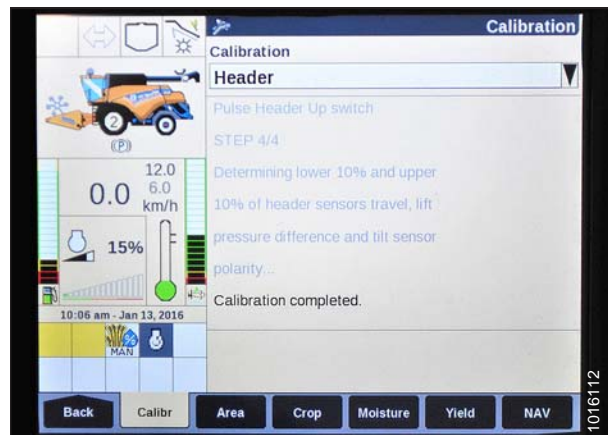 Calibration
Calibration
Header
Pulse Header Up switch
STEP 4/4
Determining lower 10% and upper
10% of header sensors travel, lift
pressure difference and tilt sensor
polarity...
Calibration completed.
2
(P)
12.0
0.0 6.0
km/h
15%
10:06 am - Jan 13, 2016
%
MAN
Back Calibr Area Crop Moisture Yield NAV
1016112